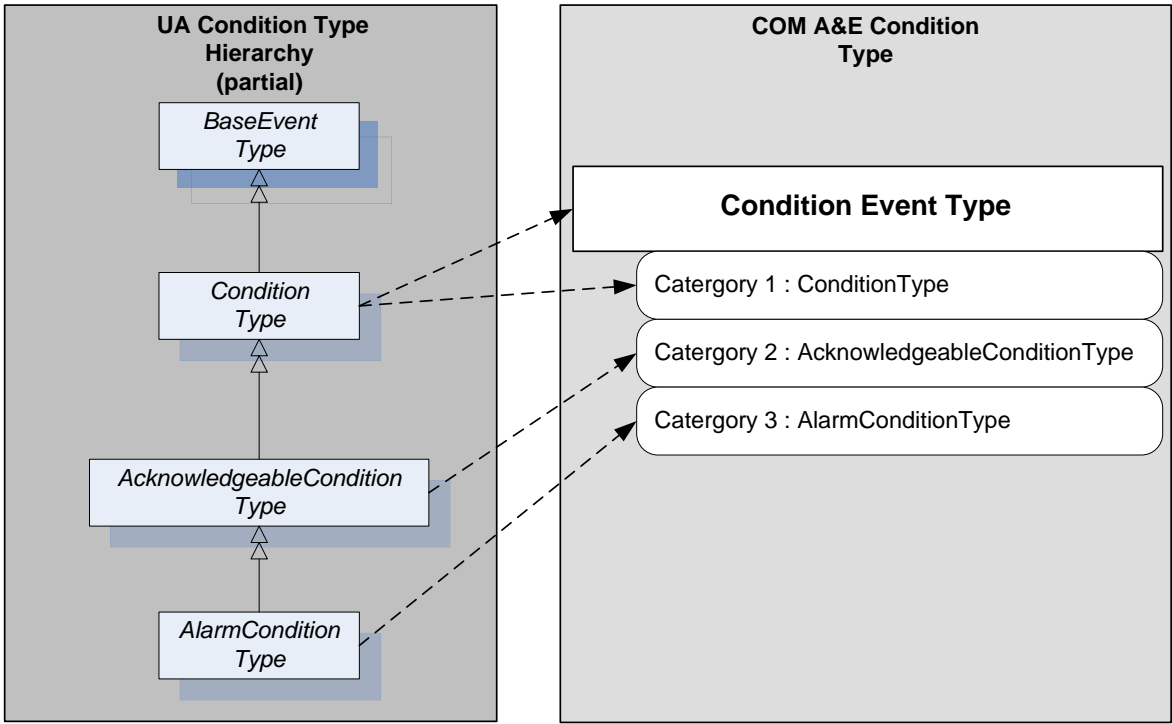 UA Condition Type
Hierarchy
(partial)
BaseEvent
Type
Condition
Type
AcknowledgeableCondition
Type
AlarmCondition
Type
COM A&E Condition
Type
Condition Event Type
Catergory 1 : ConditionType
Catergory 2 : AcknowledgeableConditionType
Catergory 3 : AlarmConditionType